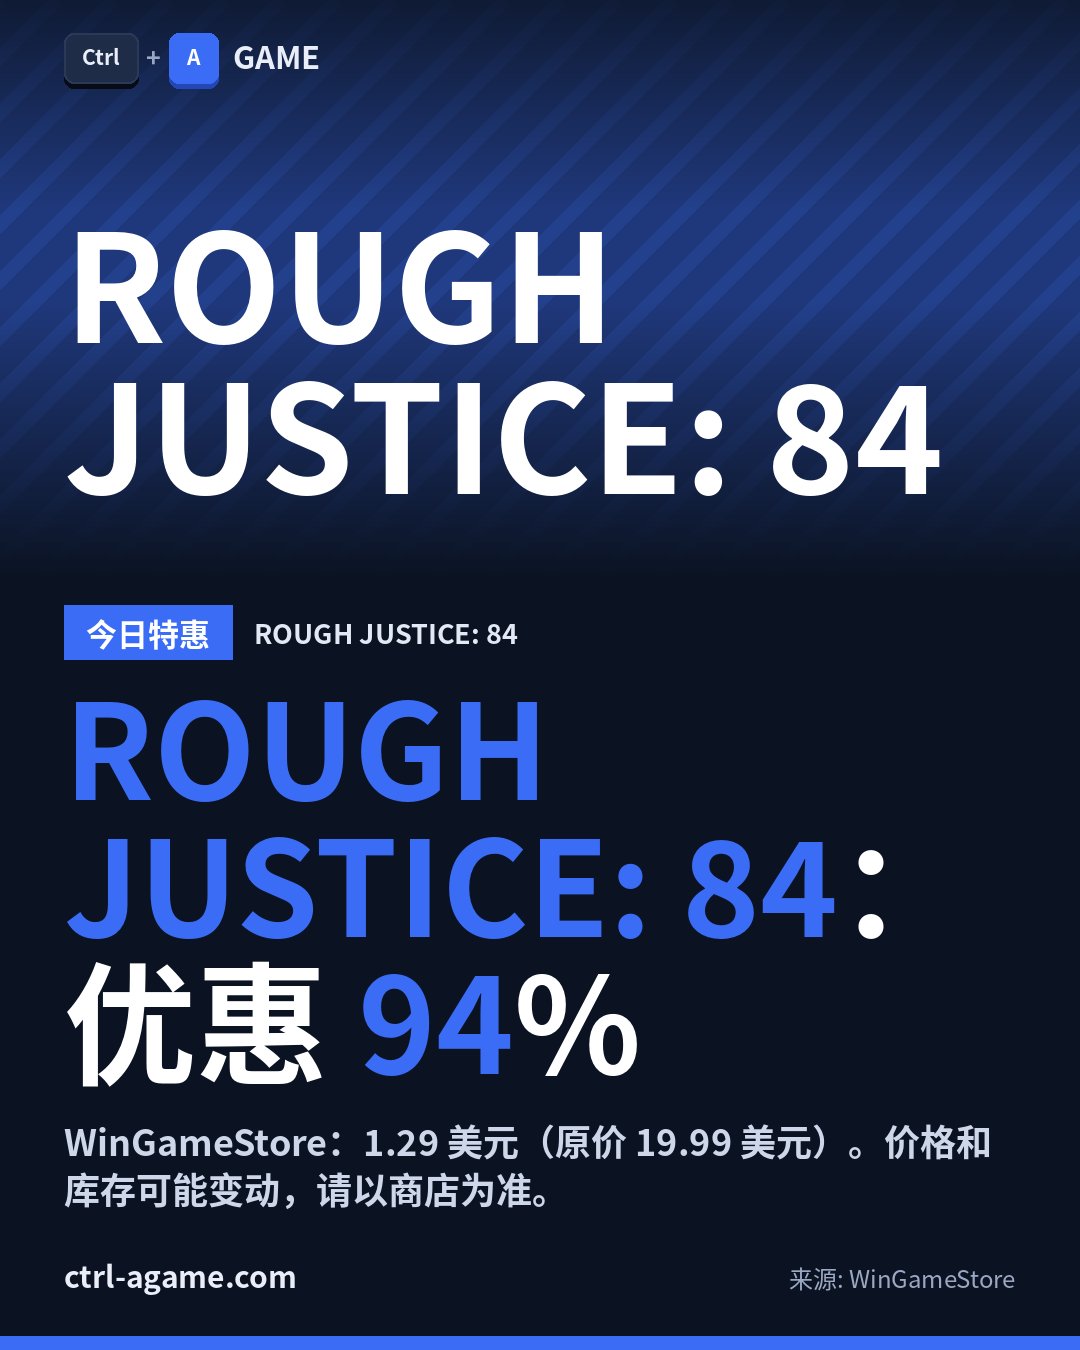 Ctrl + A GAME
ROUGH
JUSTICE: 84
今日特惠 ROUGH JUSTICE: 84
ROUGH
JUSTICE: 84：
优惠 94%
WinGameStore：1.29 美元（原价 19.99 美元）。价格和
库存可能变动，请以商店为准。
ctrl-agame.com 来源: WinGameStore